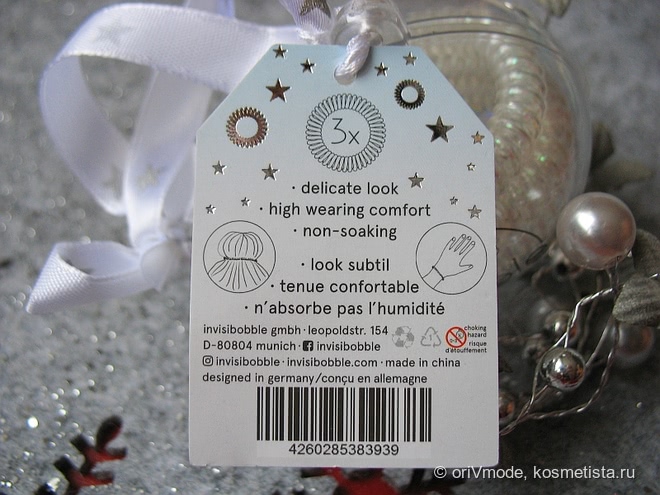 3x
· delicate look
· high wearing comfort
· non-soaking
· look subtil
· tenue confortable
· n'absorbe pas l'humidité
invisibobble gmbh · leopoldstr. 154
D-80804 munich · invisibobble
invisibobble · invisibobble.com · made in china
designed in germany/conçu en allemagne
choking
hazard
risque
d'étouffement
4260285383939
© oriVmode, kosmetista.ru